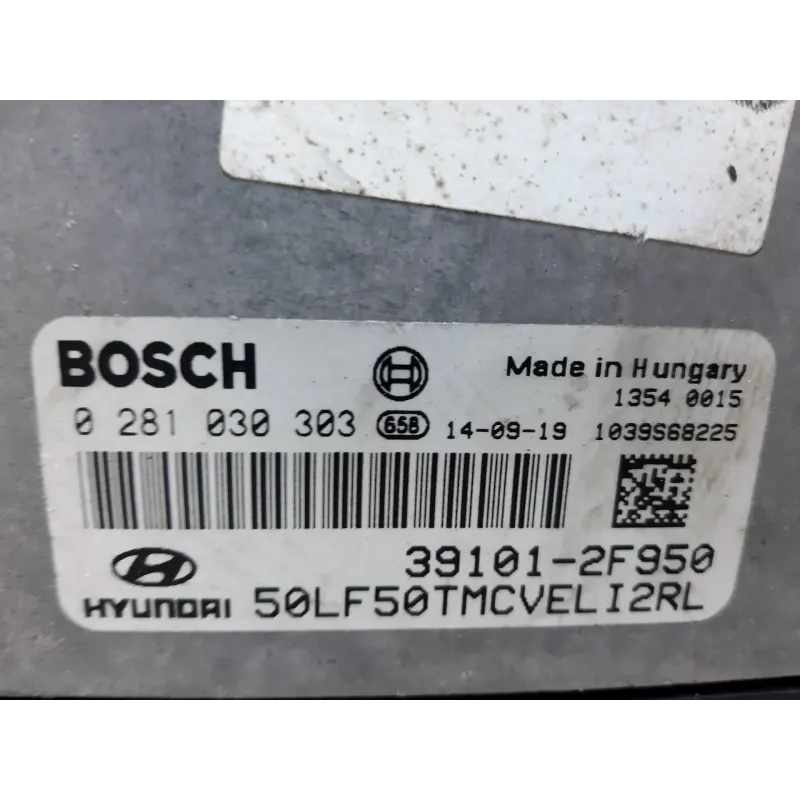 BOSCH
Made in Hungary
1354 0015
0 281 030 303 658 14-09-19 1039S68225
39101-2F950
HYUNDAI 50LF50TMCVELI2RL